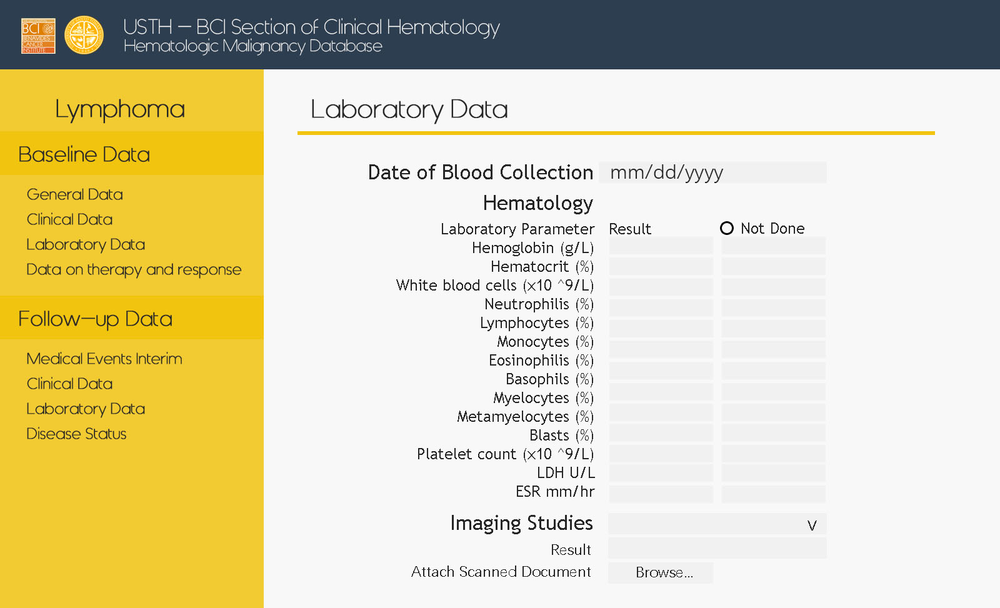 BCI
BENAVIDES
CANCER
INSTITUTE
USTH – BCI Section of Clinical Hematology
Hematologic Malignancy Database
Lymphoma
Baseline Data
General Data
Clinical Data
Laboratory Data
Data on therapy and response
Follow-up Data
Medical Events Interim
Clinical Data
Laboratory Data
Disease Status
Laboratory Data
Date of Blood Collection mm/dd/yyyy
Hematology
Laboratory Parameter Result Not Done
Hemoglobin (g/L)
Hematocrit (%)
White blood cells (x10 ^9/L)
Neutrophilis (%)
Lymphocytes (%)
Monocytes (%)
Eosinophilis (%)
Basophils (%)
Myelocytes (%)
Metamyelocytes (%)
Blasts (%)
Platelet count (x10 ^9/L)
LDH U/L
ESR mm/hr
Imaging Studies V
Result
Attach Scanned Document Browse...